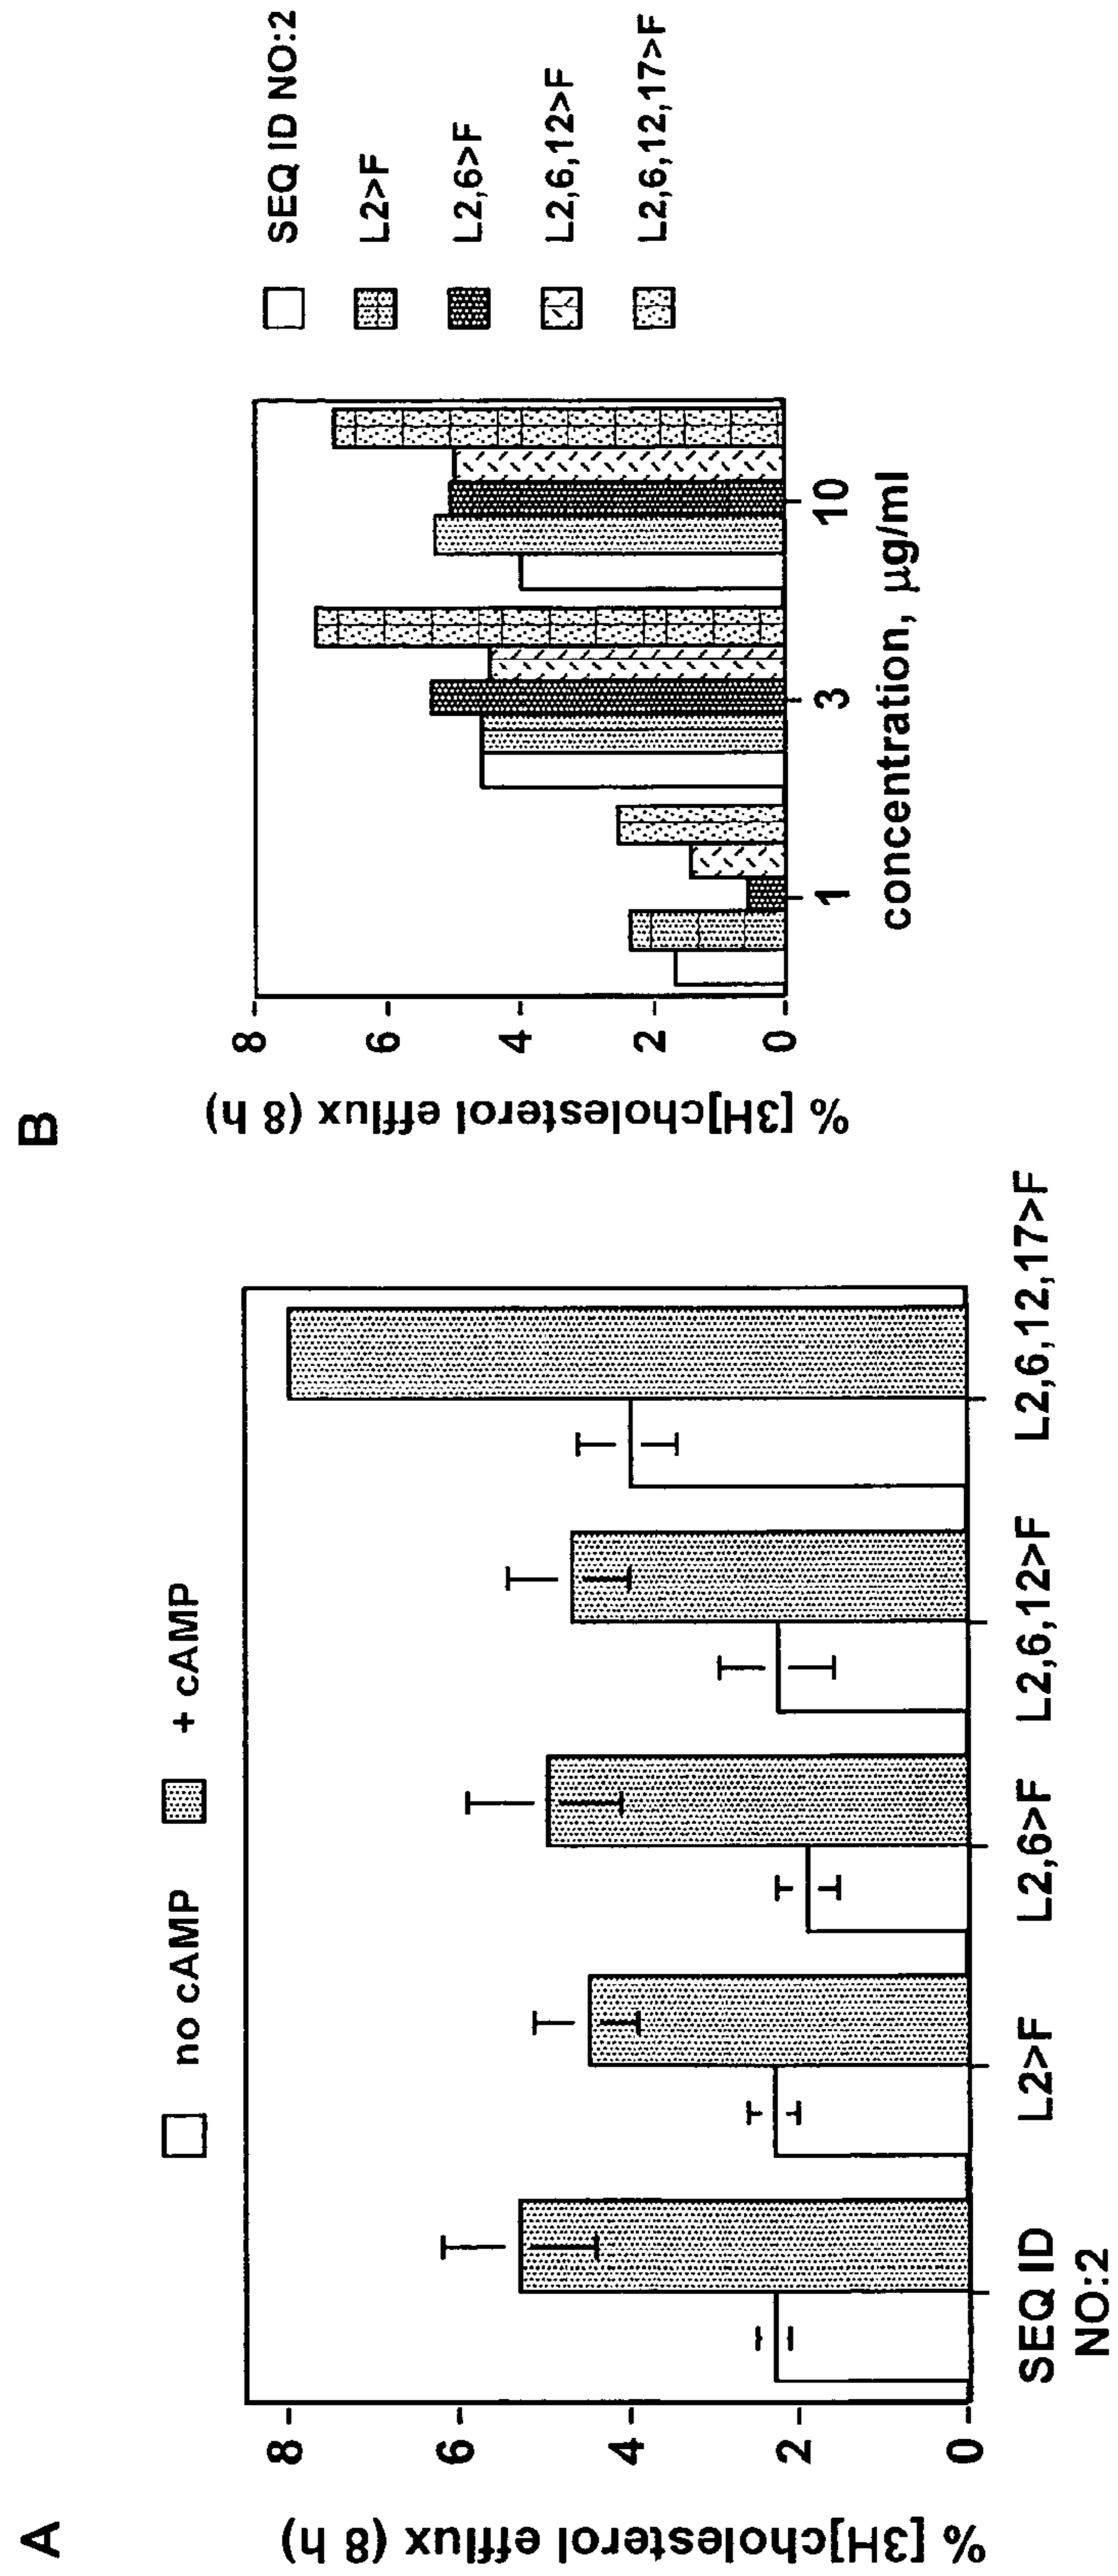 A
no cAMP
+ cAMP
% [3H]cholesterol efflux (8 h)
8
6
4
2
0
SEQ ID
NO:2
L2>F
L2,6>F
L2,6,12>F
L2,6,12,17>F
B
% [3H]cholesterol efflux (8 h)
8
6
4
2
0
1
3
10
concentration, µg/ml
SEQ ID NO:2
L2>F
L2,6>F
L2,6,12>F
L2,6,12,17>F